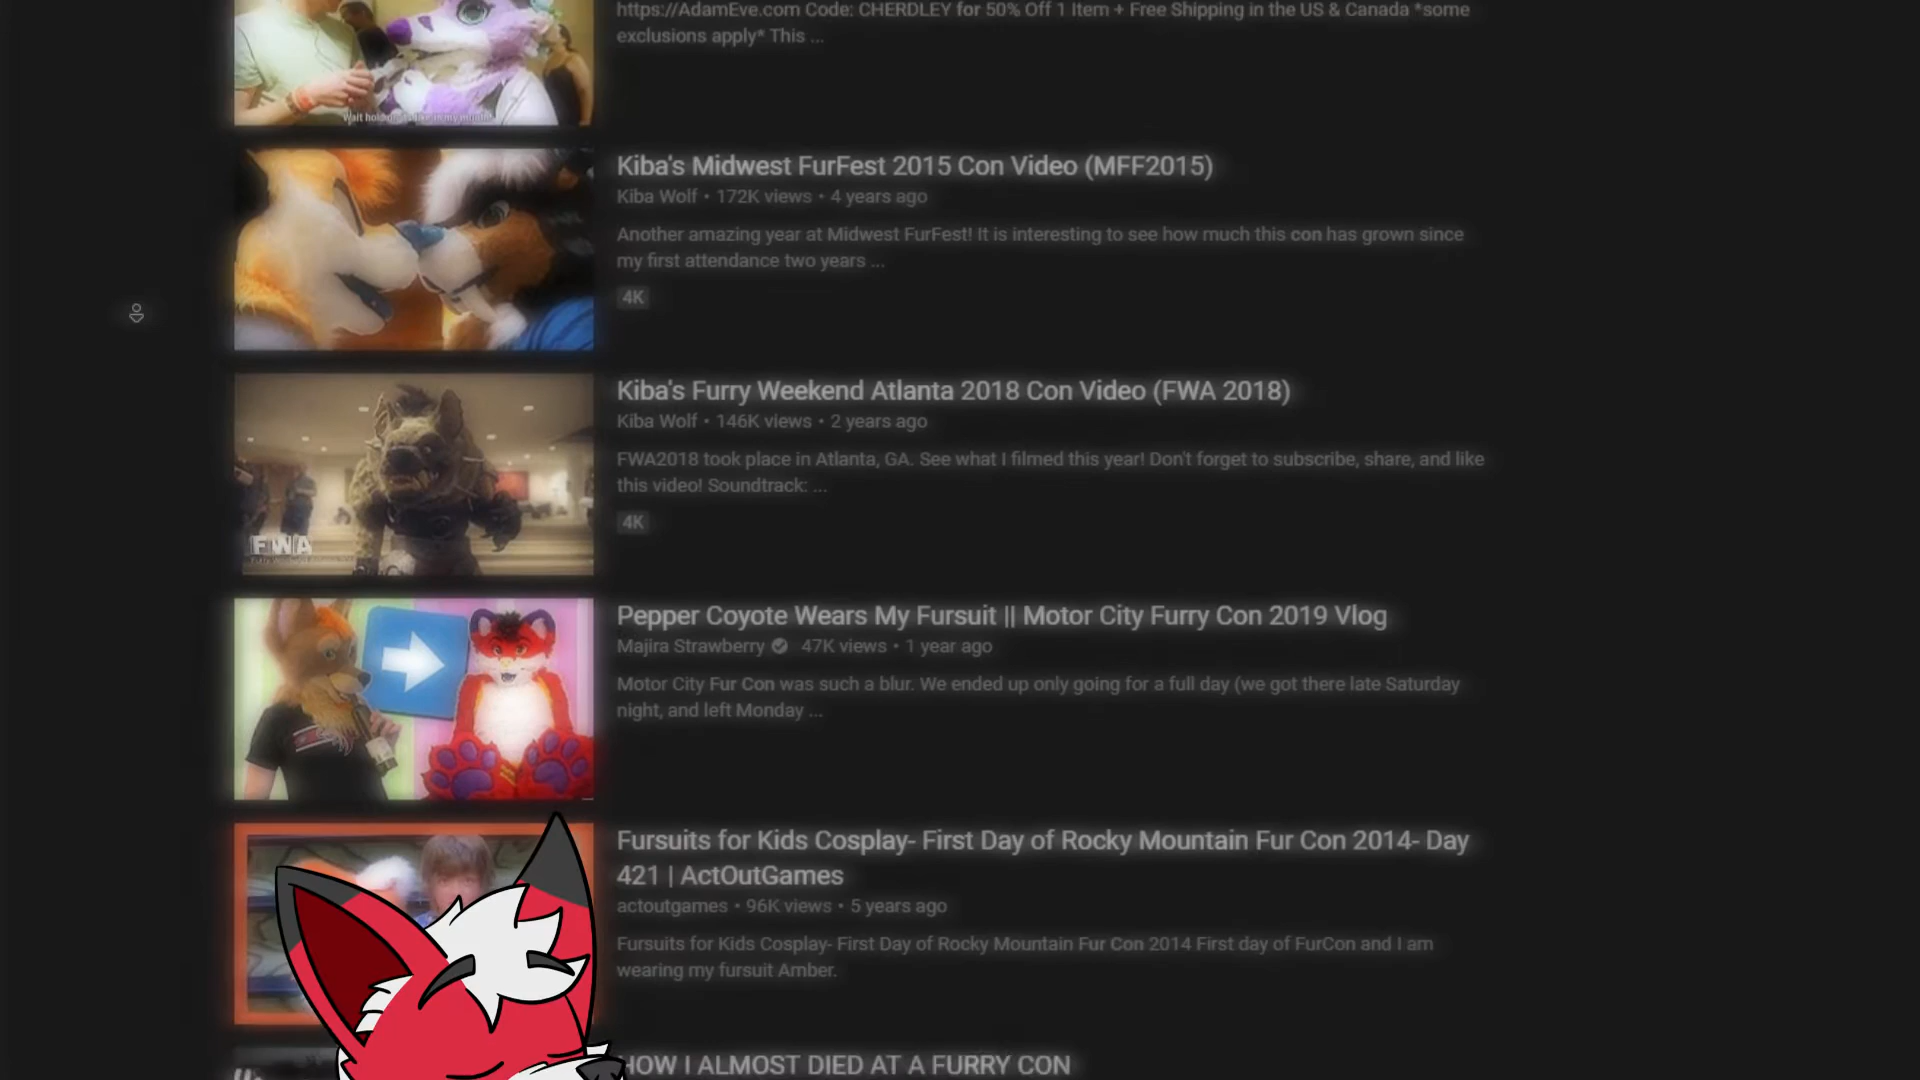 https://AdamEve.com Code: CHERDLEY for 50% Off 1 Item + Free Shipping in the US & Canada *some
exclusions apply* This ...
Wait hold
Kiba's Midwest FurFest 2015 Con Video (MFF2015)
Kiba Wolf • 172K views • 4 years ago
Another amazing year at Midwest FurFest! It is interesting to see how much this con has grown since
my first attendance two years ...
4K
Kiba's Furry Weekend Atlanta 2018 Con Video (FWA 2018)
Kiba Wolf • 146K views • 2 years ago
FWA2018 took place in Atlanta, GA. See what I filmed this year! Don't forget to subscribe, share, and like
this video! Soundtrack: ...
4K
FWA
Pepper Coyote Wears My Fursuit || Motor City Furry Con 2019 Vlog
Majira Strawberry 47K views • 1 year ago
Motor City Fur Con was such a blur. We ended up only going for a full day (we got there late Saturday
night, and left Monday ...
Fursuits for Kids Cosplay- First Day of Rocky Mountain Fur Con 2014- Day
421 | ActOutGames
actoutgames • 96K views • 5 years ago
Fursuits for Kids Cosplay- First Day of Rocky Mountain Fur Con 2014 First day of FurCon and I am
wearing my fursuit Amber.
HOW I ALMOST DIED AT A FURRY CON